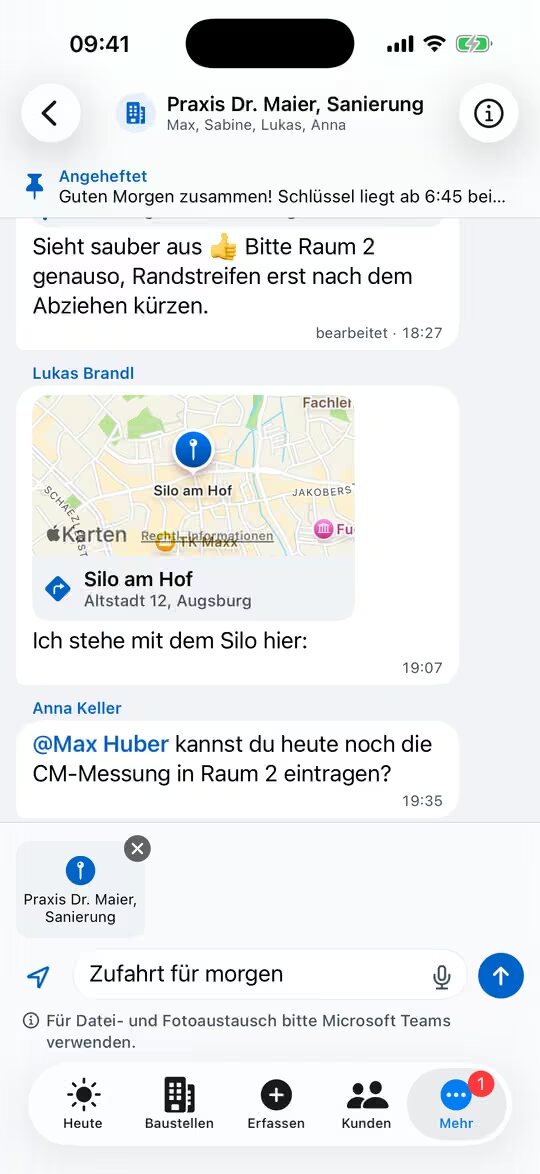 09:41
Praxis Dr. Maier, Sanierung
Max, Sabine, Lukas, Anna
Angeheftet
Guten Morgen zusammen! Schlüssel liegt ab 6:45 bei...
Sieht sauber aus 👍 Bitte Raum 2
genauso, Randstreifen erst nach dem
Abziehen kürzen.
bearbeitet · 18:27
Lukas Brandl
Fachler
Silo am Hof
JAKOBERST
Karten
Rechtl. Informationen
TK Maxx
Fu
Silo am Hof
Altstadt 12, Augsburg
Ich stehe mit dem Silo hier:
19:07
Anna Keller
@Max Huber kannst du heute noch die
CM-Messung in Raum 2 eintragen?
19:35
Praxis Dr. Maier,
Sanierung
Zufahrt für morgen
Für Datei- und Fotoaustausch bitte Microsoft Teams
verwenden.
1
Heute
Baustellen
Erfassen
Kunden
Mehr